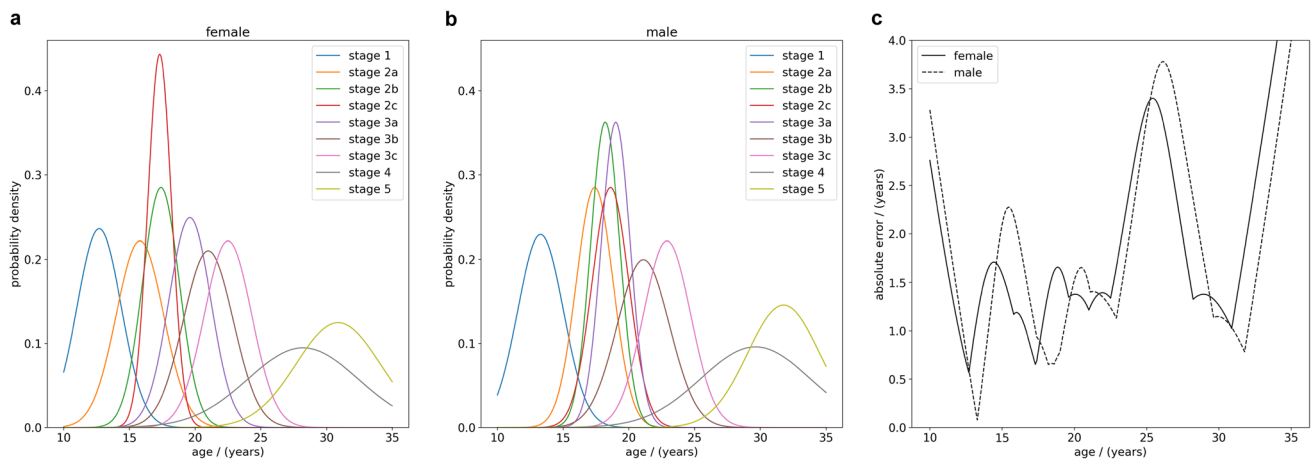 a
female
probability density
0.4
0.3
0.2
0.1
0.0
10 15 20 25 30 35
age / (years)
stage 1
stage 2a
stage 2b
stage 2c
stage 3a
stage 3b
stage 3c
stage 4
stage 5
b
male
probability density
0.4
0.3
0.2
0.1
0.0
10 15 20 25 30 35
age / (years)
stage 1
stage 2a
stage 2b
stage 2c
stage 3a
stage 3b
stage 3c
stage 4
stage 5
c
absolute error / (years)
4.0
3.5
3.0
2.5
2.0
1.5
1.0
0.5
0.0
10 15 20 25 30 35
age / (years)
female
male